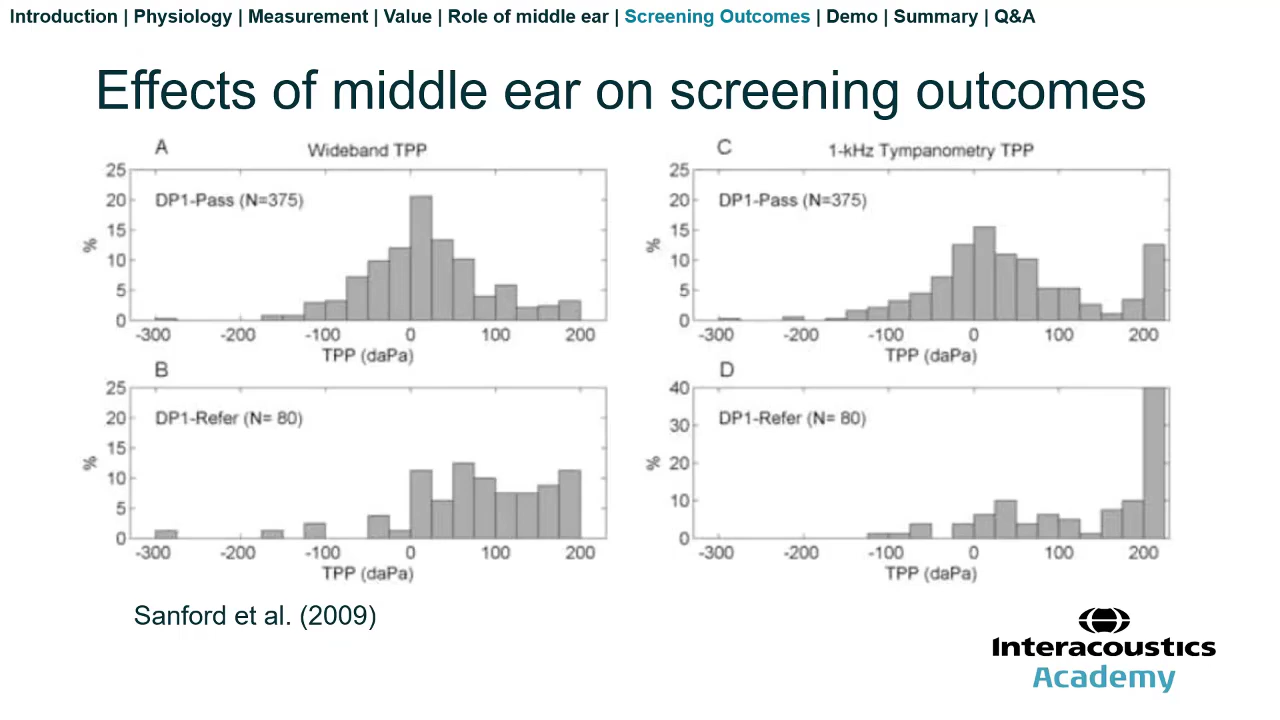 Introduction | Physiology | Measurement | Value | Role of middle ear | Screening Outcomes | Demo | Summary | Q&A
Effects of middle ear on screening outcomes
A
Wideband TPP
25
20
15
10
5
0
%
DP1-Pass (N=375)
-300 -200 -100 0 100 200
TPP (daPa)
C
1-kHz Tympanometry TPP
25
20
15
10
5
0
%
DP1-Pass (N=375)
-300 -200 -100 0 100 200
TPP (daPa)
B
25
20
15
10
5
0
%
DP1-Refer (N= 80)
-300 -200 -100 0 100 200
TPP (daPa)
D
40
30
20
10
0
%
DP1-Refer (N= 80)
-300 -200 -100 0 100 200
TPP (daPa)
Sanford et al. (2009)
Interacoustics
Academy